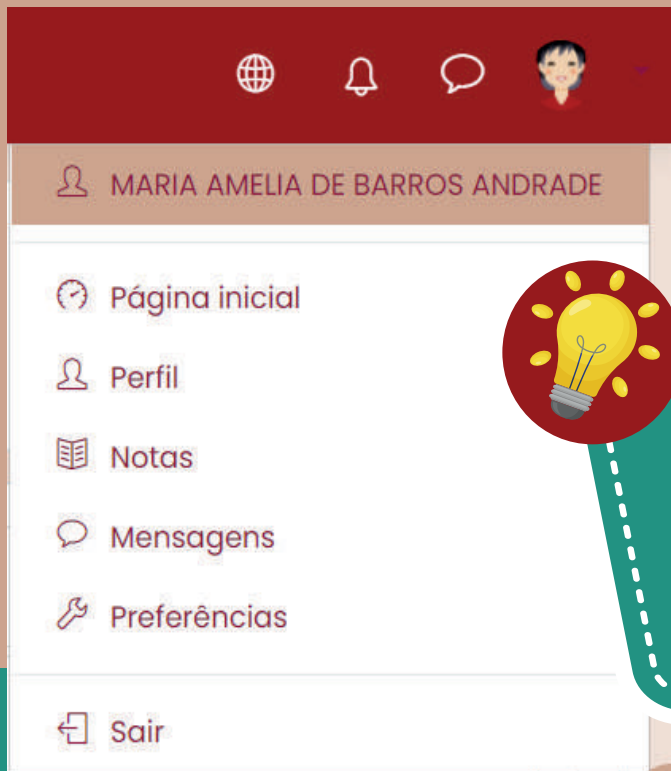 MARIA AMELIA DE BARROS ANDRADE
Página inicial
Perfil
Notas
Mensagens
Preferências
Sair